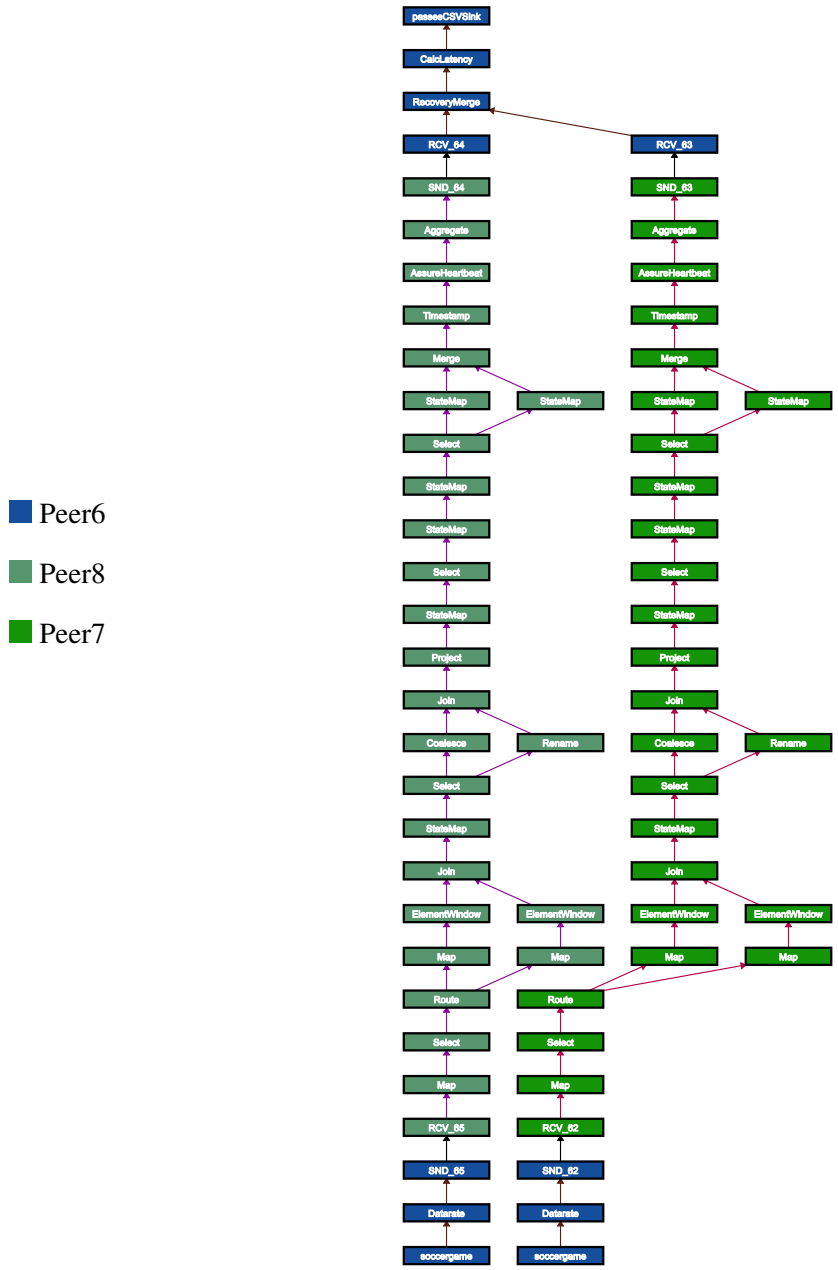 passesCSVSink
CalcLatency
RecoveryMerge
RCV_64 RCV_63
SND_64 SND_63
Aggregate Aggregate
AssureHeartbeat AssureHeartbeat
Timestamp Timestamp
Merge Merge
StateMap StateMap StateMap StateMap
Select Select
StateMap StateMap
Peer6
StateMap StateMap
Peer8
Select Select
StateMap StateMap
Peer7
Project Project
Join Join
Coalesce Rename Coalesce Rename
Select Select
StateMap StateMap
Join Join
ElementWindow ElementWindow ElementWindow ElementWindow
Map Map Map Map
Route Route
Select Select
Map Map
RCV_65 RCV_62
SND_65 SND_62
Datarate Datarate
soccergame soccergame